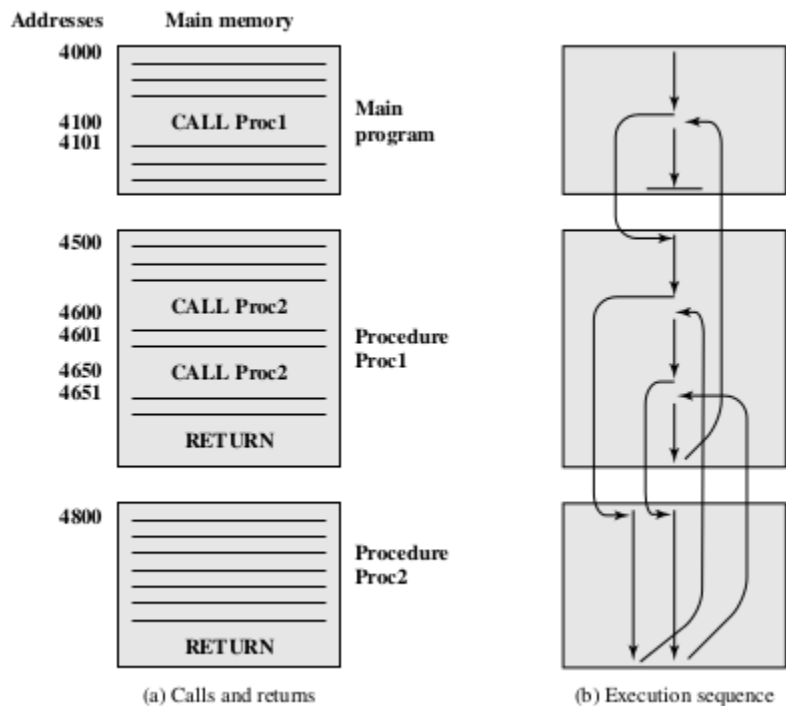 Addresses Main memory
4000
4100 CALL Proc1
4101
Main
program
4500
4600 CALL Proc2
4601
4650 CALL Proc2
4651
RETURN
Procedure
Proc1
4800
RETURN
Procedure
Proc2
(a) Calls and returns
(b) Execution sequence